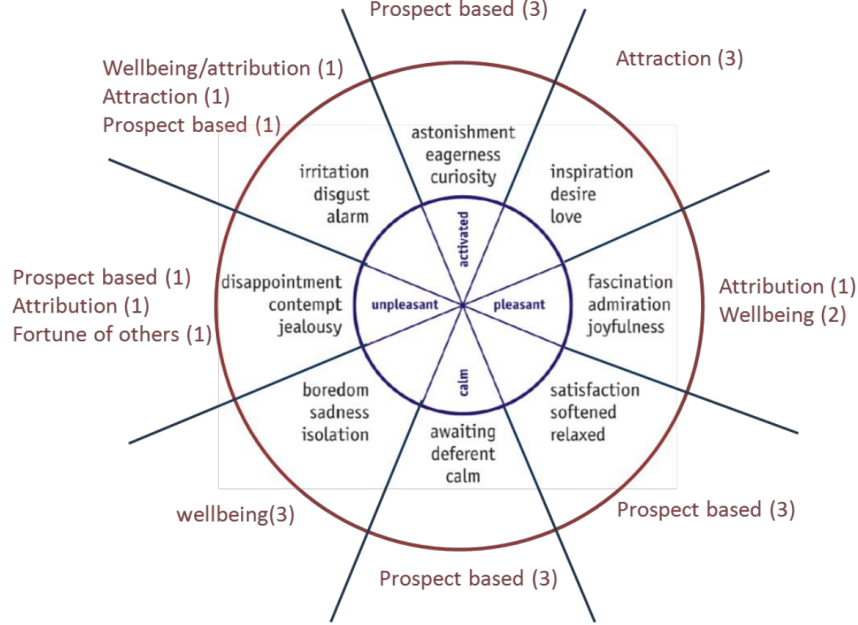 Prospect based (3)
Attraction (3)
Wellbeing/attribution (1)
Attraction (1)
Prospect based (1)
astonishment
eagerness
curiosity
irritation
disgust
alarm
inspiration
desire
love
activated
Prospect based (1)
Attribution (1)
Fortune of others (1)
disappointment
contempt
jealousy
unpleasant
pleasant
fascination
admiration
joyfulness
Attribution (1)
Wellbeing (2)
calm
boredom
sadness
isolation
awaiting
deferent
calm
satisfaction
softened
relaxed
wellbeing(3)
Prospect based (3)
Prospect based (3)